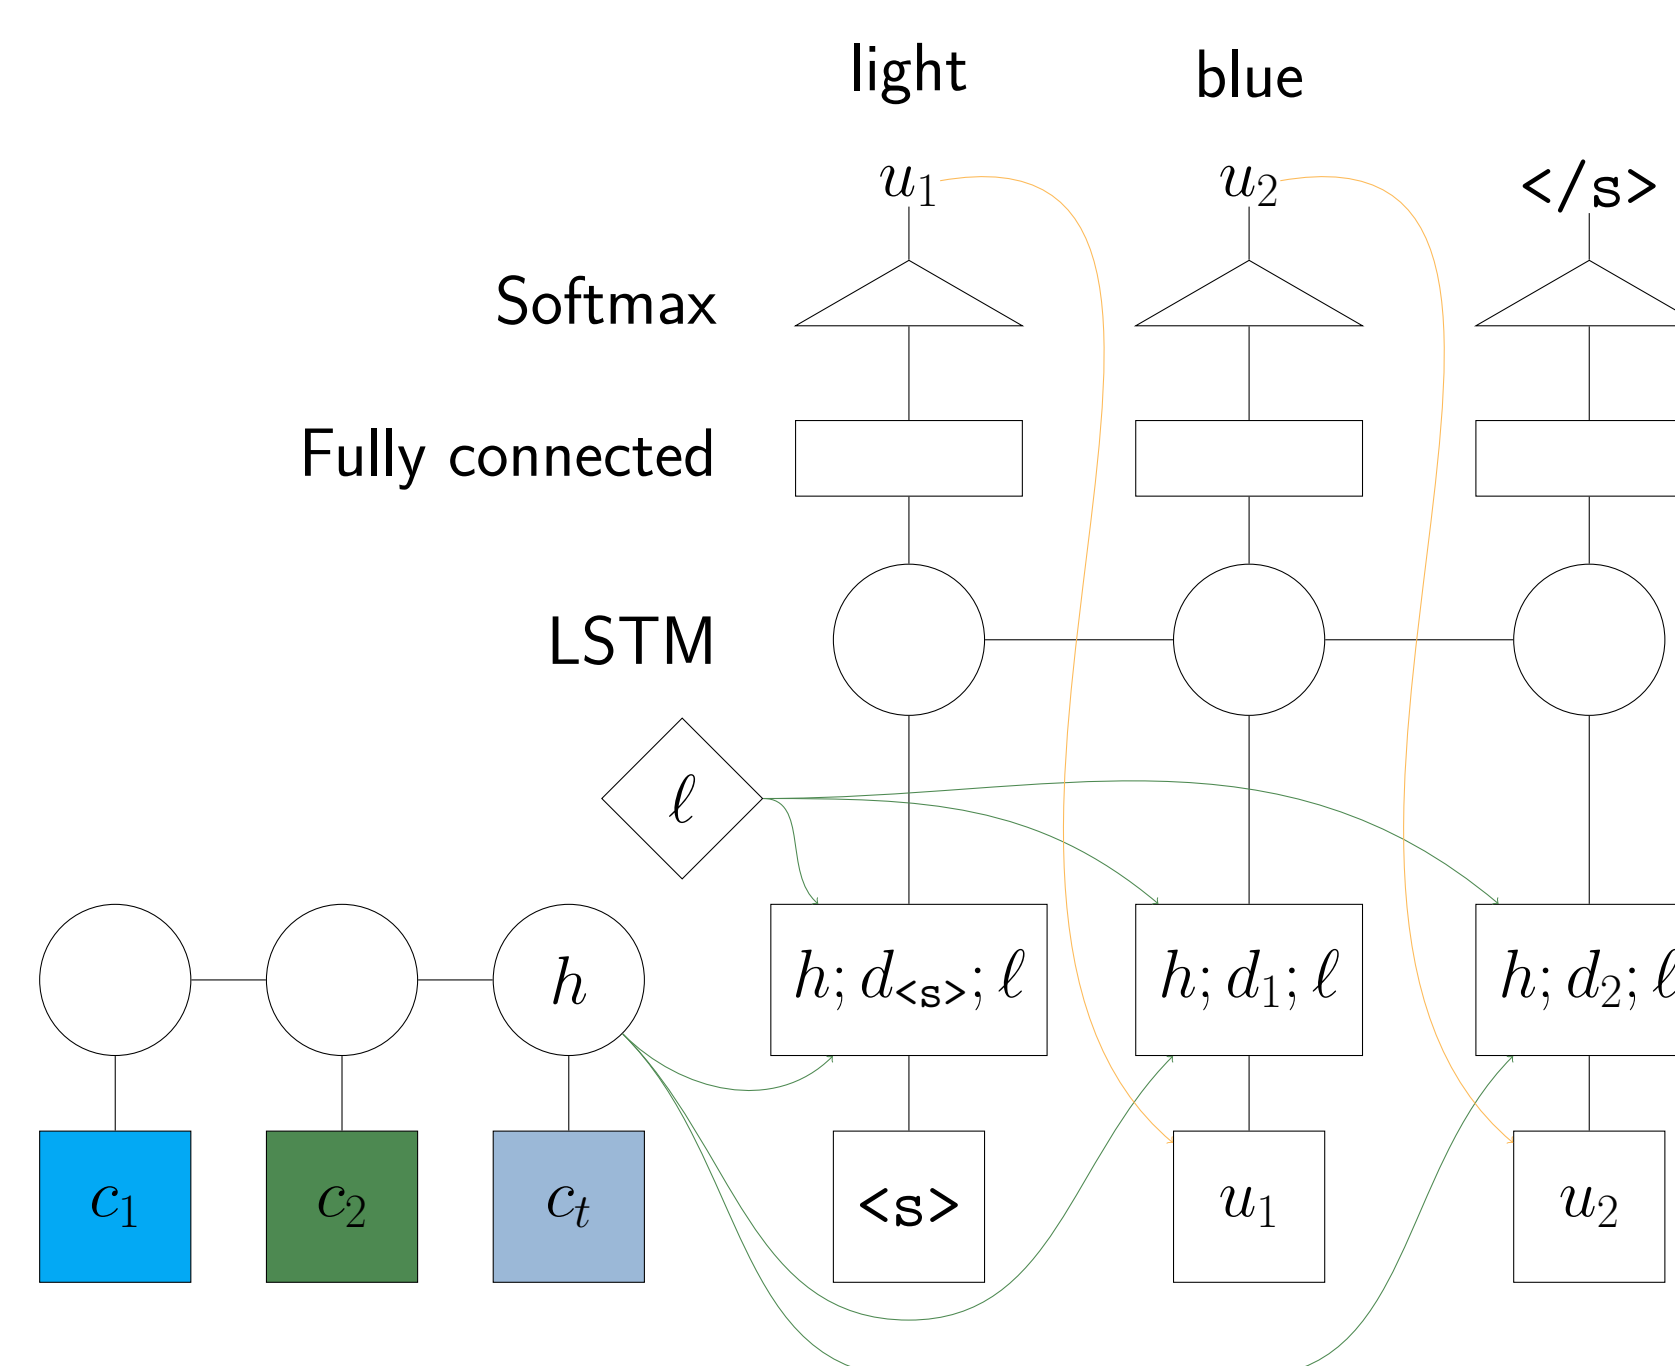 light blue
u₁ u₂ </s>
Softmax
Fully connected
LSTM
ℓ
h h; d<s>; ℓ h; d₁; ℓ h; d₂; ℓ
c₁ c₂ cₜ <s> u₁ u₂